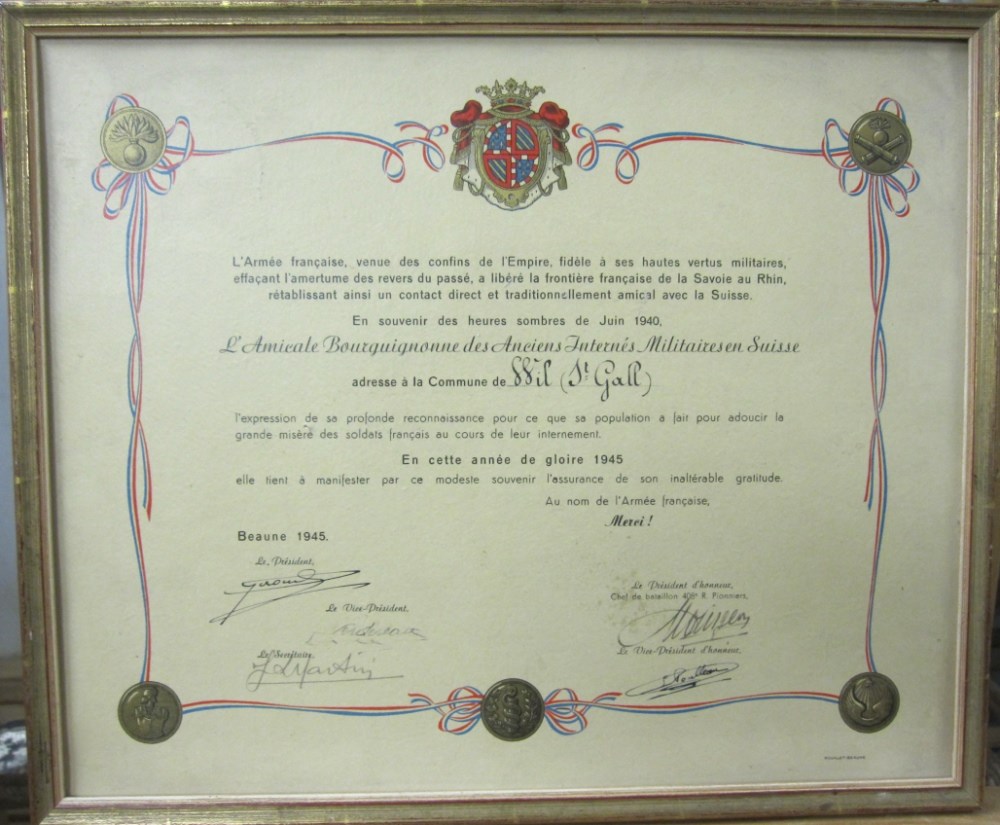 L'Armée française, venue des confins de l'Empire, fidèle à ses hautes vertus militaires,
effaçant l'amertume des revers du passé, a libéré la frontière française de la Savoie au Rhin,
rétablissant ainsi un contact direct et traditionnellement amical avec la Suisse.
En souvenir des heures sombres de Juin 1940,
L'Amicale Bourguignonne des Anciens Internés Militaires en Suisse
adresse à la Commune de Wil (St. Gall)
l'expression de sa profonde reconnaissance pour ce que sa population a fait pour adoucir la
grande misère des soldats français au cours de leur internement.
En cette année de gloire 1945
elle tient à manifester par ce modeste souvenir l'assurance de son inaltérable gratitude.
Au nom de l'Armée française,
Merci !
Beaune 1945.
Le Président,
Le Vice-Président,
Le Secrétaire,
J. Martin
Le Président d'honneur,
Chef de bataillon 406e R. Pionniers,
Le Vice-Président d'honneur,